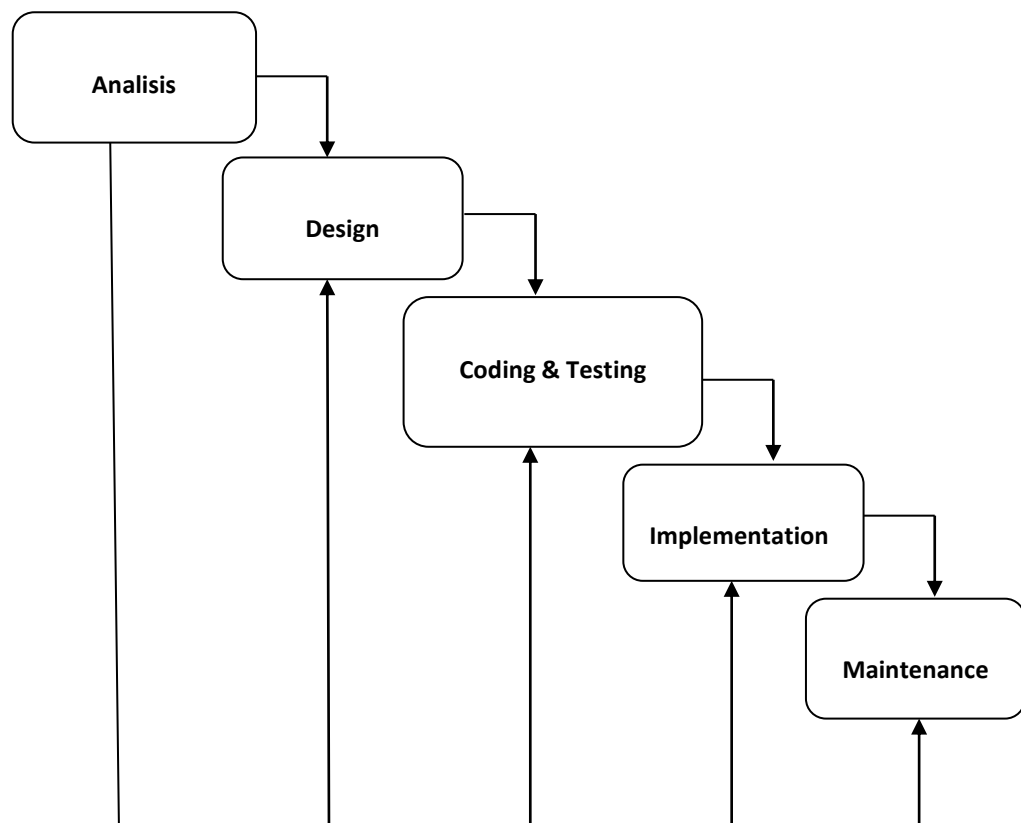 Analisis
Design
Coding & Testing
Implementation
Maintenance